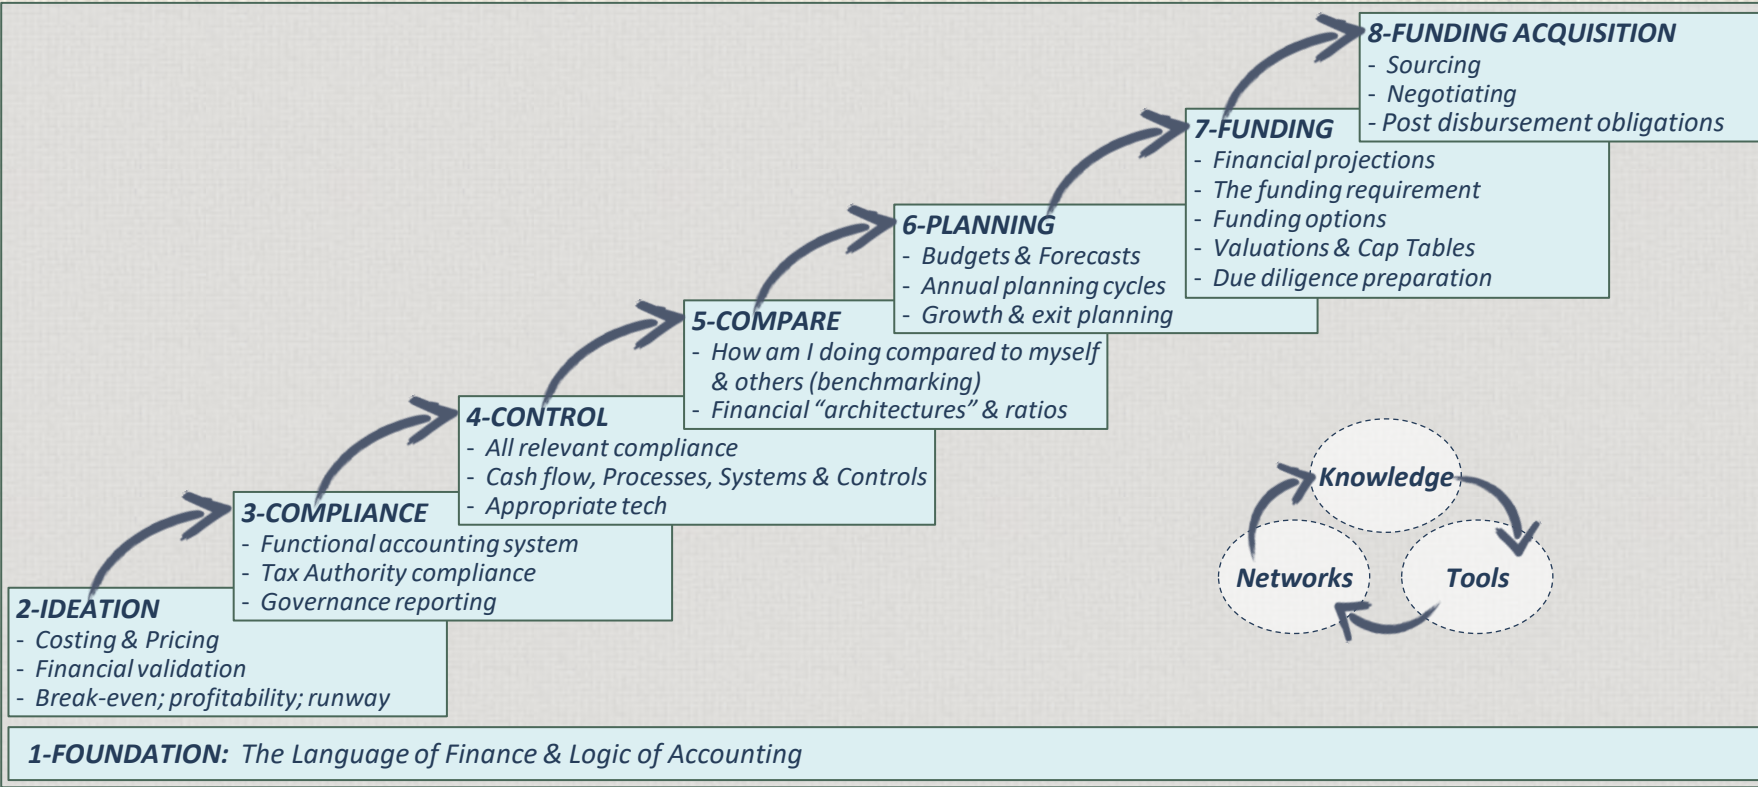 8-FUNDING ACQUISITION
- Sourcing
- Negotiating
- Post disbursement obligations
7-FUNDING
- Financial projections
- The funding requirement
- Funding options
- Valuations & Cap Tables
- Due diligence preparation
6-PLANNING
- Budgets & Forecasts
- Annual planning cycles
- Growth & exit planning
5-COMPARE
- How am I doing compared to myself
& others (benchmarking)
- Financial “architectures” & ratios
4-CONTROL
- All relevant compliance
- Cash flow, Processes, Systems & Controls
- Appropriate tech
3-COMPLIANCE
- Functional accounting system
- Tax Authority compliance
- Governance reporting
2-IDEATION
- Costing & Pricing
- Financial validation
- Break-even; profitability; runway
1-FOUNDATION: The Language of Finance & Logic of Accounting
Knowledge
Networks
Tools